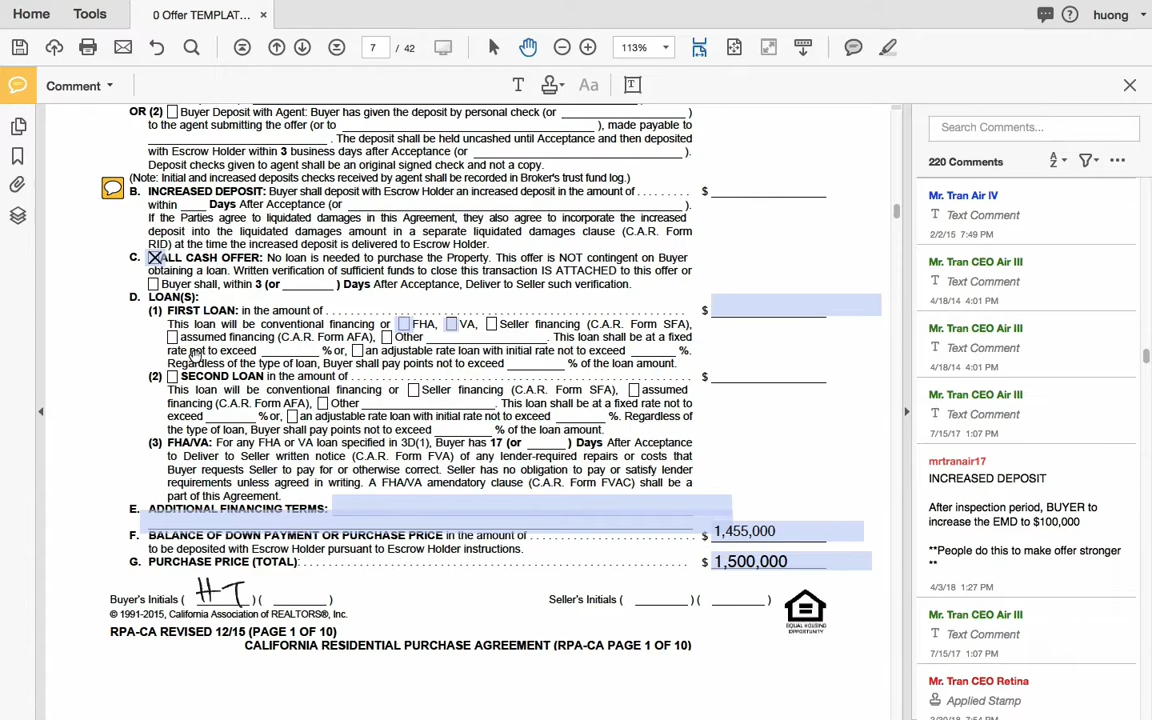 Home Tools 0 Offer TEMPLAT... × huong
7 / 42 113%
Comment
OR (2) Buyer Deposit with Agent: Buyer has given the deposit by personal check (or )
to the agent submitting the offer (or to ), made payable to
. The deposit shall be held uncashed until Acceptance and then deposited
with Escrow Holder within 3 business days after Acceptance (or ).
Deposit checks given to agent shall be an original signed check and not a copy.
(Note: Initial and increased deposits checks received by agent shall be recorded in Broker's trust fund log.)
B. INCREASED DEPOSIT: Buyer shall deposit with Escrow Holder an increased deposit in the amount of . . . . . . . . $
within Days After Acceptance (or ).
If the Parties agree to liquidated damages in this Agreement, they also agree to incorporate the increased
deposit into the liquidated damages amount in a separate liquidated damages clause (C.A.R. Form
RID) at the time the increased deposit is delivered to Escrow Holder.
C. ALL CASH OFFER: No loan is needed to purchase the Property. This offer is NOT contingent on Buyer
obtaining a loan. Written verification of sufficient funds to close this transaction IS ATTACHED to this offer or
Buyer shall, within 3 (or ) Days After Acceptance, Deliver to Seller such verification.
D. LOAN(S):
(1) FIRST LOAN: in the amount of $
This loan will be conventional financing or FHA, VA, Seller financing (C.A.R. Form SFA),
assumed financing (C.A.R. Form AFA), Other . This loan shall be at a fixed
rate not to exceed % or, an adjustable rate loan with initial rate not to exceed %.
Regardless of the type of loan, Buyer shall pay points not to exceed % of the loan amount.
(2) SECOND LOAN in the amount of $
This loan will be conventional financing or Seller financing (C.A.R. Form SFA), assumed
financing (C.A.R. Form AFA), Other . This loan shall be at a fixed rate not to
exceed % or, an adjustable rate loan with initial rate not to exceed %. Regardless of
the type of loan, Buyer shall pay points not to exceed % of the loan amount.
(3) FHA/VA: For any FHA or VA loan specified in 3D(1), Buyer has 17 (or ) Days After Acceptance
to Deliver to Seller written notice (C.A.R. Form FVA) of any lender-required repairs or costs that
Buyer requests Seller to pay for or otherwise correct. Seller has no obligation to pay or satisfy lender
requirements unless agreed in writing. A FHA/VA amendatory clause (C.A.R. Form FVAC) shall be a
part of this Agreement.
E. ADDITIONAL FINANCING TERMS:
F. BALANCE OF DOWN PAYMENT OR PURCHASE PRICE in the amount of $ 1,455,000
to be deposited with Escrow Holder pursuant to Escrow Holder instructions.
G. PURCHASE PRICE (TOTAL): $ 1,500,000
Buyer's Initials ( HT ) ( ) Seller's Initials ( ) ( )
© 1991-2015, California Association of REALTORS®, Inc.
EQUAL HOUSING
OPPORTUNITY
RPA-CA REVISED 12/15 (PAGE 1 OF 10)
CALIFORNIA RESIDENTIAL PURCHASE AGREEMENT (RPA-CA PAGE 1 OF 10)
Search Comments...
220 Comments
Mr. Tran Air IV
Text Comment
2/2/15 7:49 PM
Mr. Tran CEO Air III
Text Comment
4/18/14 4:01 PM
Mr. Tran CEO Air III
Text Comment
4/18/14 4:01 PM
Mr. Tran CEO Air III
Text Comment
7/15/17 1:07 PM
mrtranair17
INCREASED DEPOSIT
After inspection period, BUYER to
increase the EMD to $100,000
**People do this to make offer stronger
**
4/3/18 1:27 PM
Mr. Tran CEO Air III
Text Comment
7/15/17 1:07 PM
Mr. Tran CEO Retina
Applied Stamp